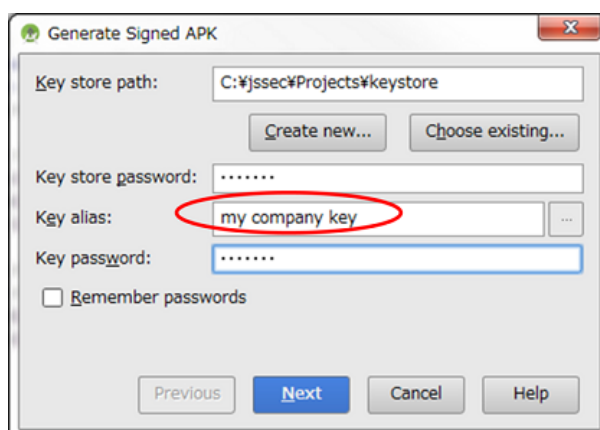 Generate Signed APK
Key store path: C:¥jssec¥Projects¥keystore
Create new... Choose existing...
Key store password: •••••••
Key alias: my company key ...
Key password: •••••••
Remember passwords
Previous Next Cancel Help